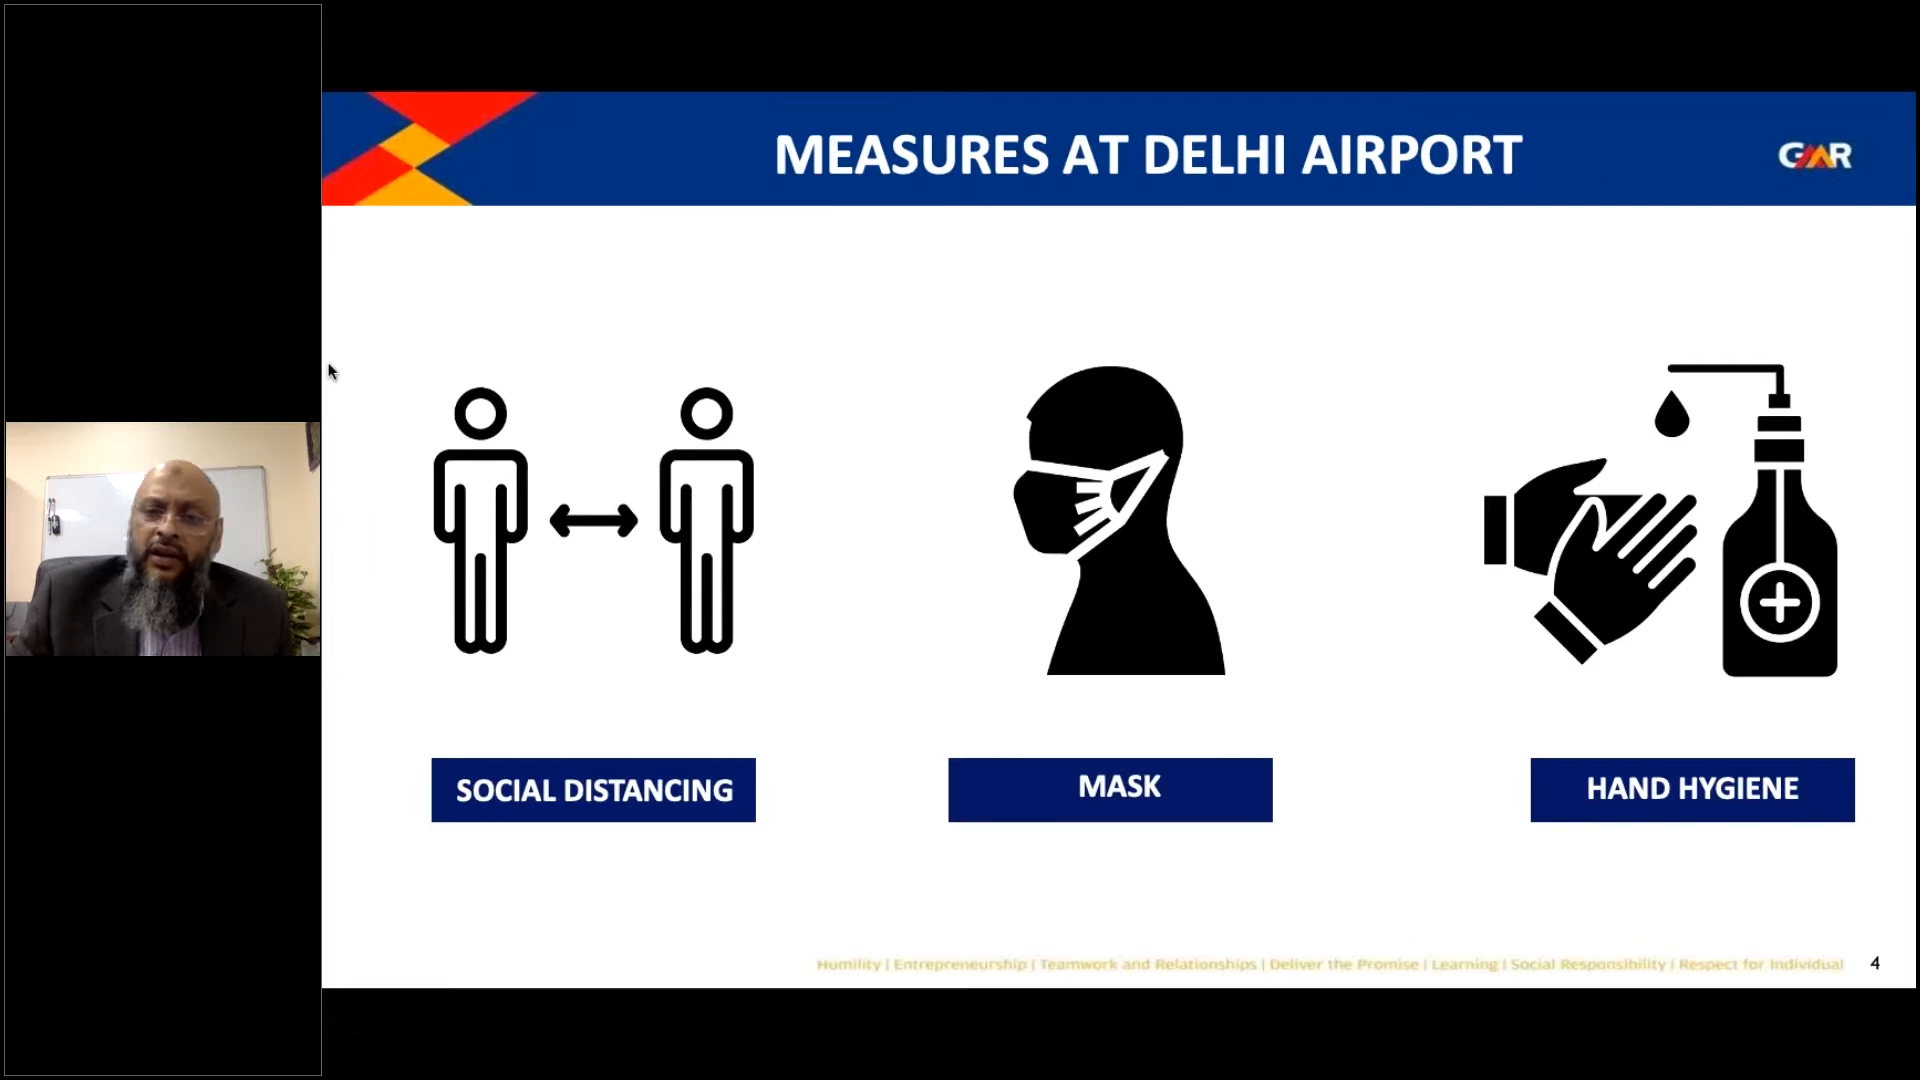 MEASURES AT DELHI AIRPORT
GMR
SOCIAL DISTANCING
MASK
HAND HYGIENE
Humility | Entrepreneurship | Teamwork and Relationships | Deliver the Promise | Learning | Social Responsibility | Respect for Individual
4